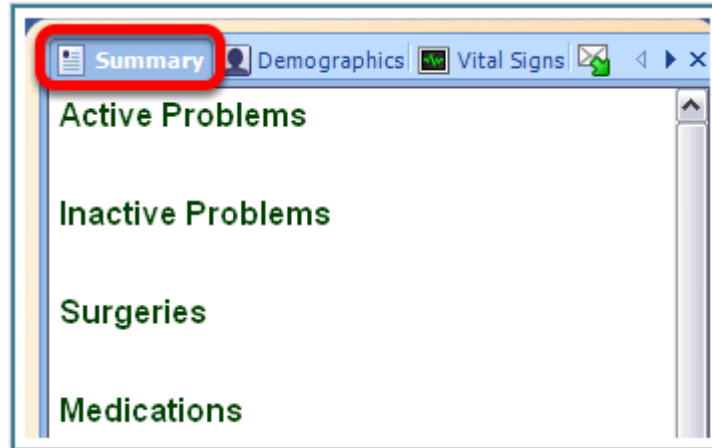 Summary Demographics Vital Signs
Active Problems
Inactive Problems
Surgeries
Medications